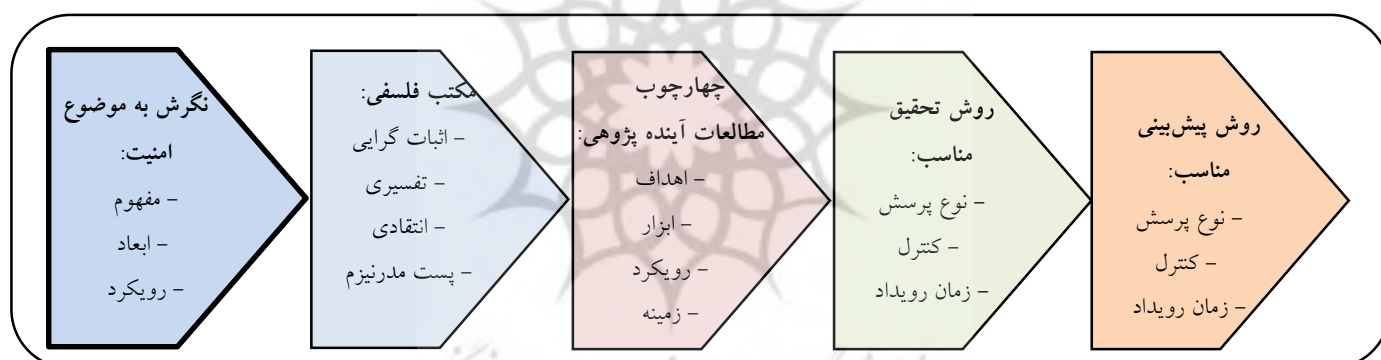 نگرش به موضوع
امنیت:
- مفهوم
- ابعاد
- رویکرد
مکتب فلسفی:
- اثبات گرایی
- تفسیری
- انتقادی
- پست مدرنیزم
چهارچوب
مطالعات آینده پژوهی:
- اهداف
- ابزار
- رویکرد
- زمینه
روش تحقیق
مناسب:
- نوع پرسش
- کنترل
- زمان رویداد
روش پیش‌بینی
مناسب:
- نوع پرسش
- کنترل
- زمان رویداد